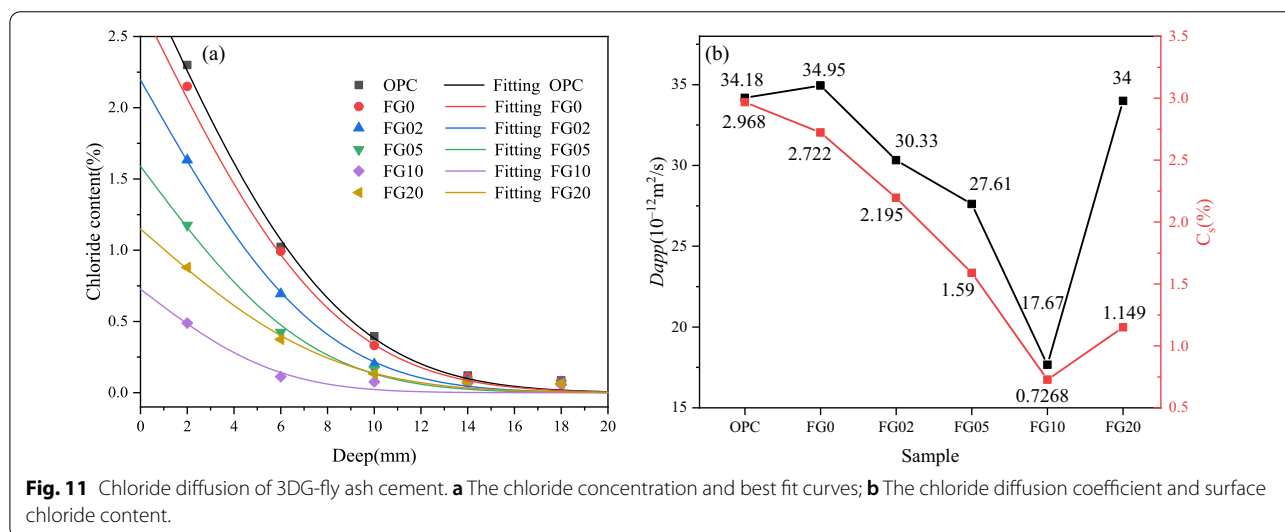 (a)
Chloride content(%)
2.5
2.0
1.5
1.0
0.5
0.0
OPC Fitting OPC
FG0 Fitting FG0
FG02 Fitting FG02
FG05 Fitting FG05
FG10 Fitting FG10
FG20 Fitting FG20
0 2 4 6 8 10 12 14 16 18 20
Deep(mm)
(b)
Dapp(10⁻¹²m²/s)
35
30
25
20
15
34.18 34.95 30.33 27.61 17.67 34
2.968 2.722 2.195 1.59 0.7268 1.149
3.5
3.0
2.5
2.0
1.5
1.0
0.5
Cₛ(%)
OPC FG0 FG02 FG05 FG10 FG20
Sample
Fig. 11 Chloride diffusion of 3DG-fly ash cement. a The chloride concentration and best fit curves; b The chloride diffusion coefficient and surface
chloride content.